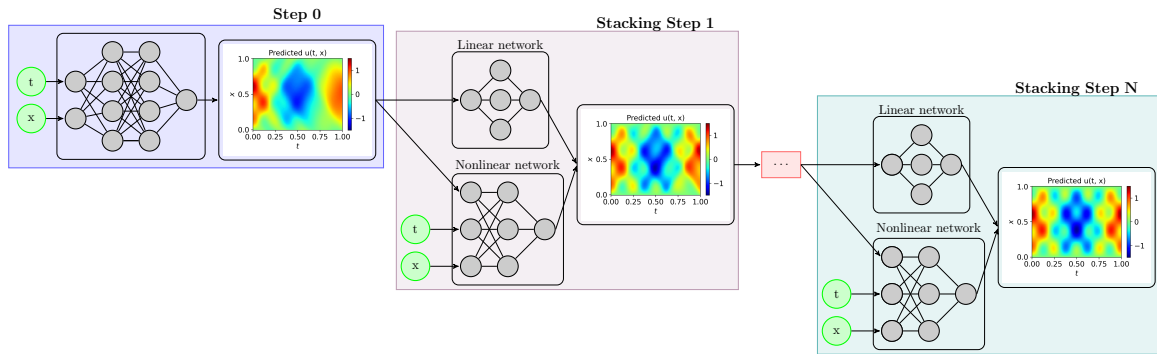 Step 0
t
x
Predicted u(t, x)
1.0
0.5
0.0
x
0.00 0.25 0.50 0.75 1.00
t
1
0
−1
Stacking Step 1
Linear network
Nonlinear network
t
x
Predicted u(t, x)
1.0
0.5
0.0
x
0.00 0.25 0.50 0.75 1.00
t
1
0
−1
...
Stacking Step N
Linear network
Nonlinear network
t
x
Predicted u(t, x)
1.0
0.5
0.0
x
0.00 0.25 0.50 0.75 1.00
t
1
0
−1